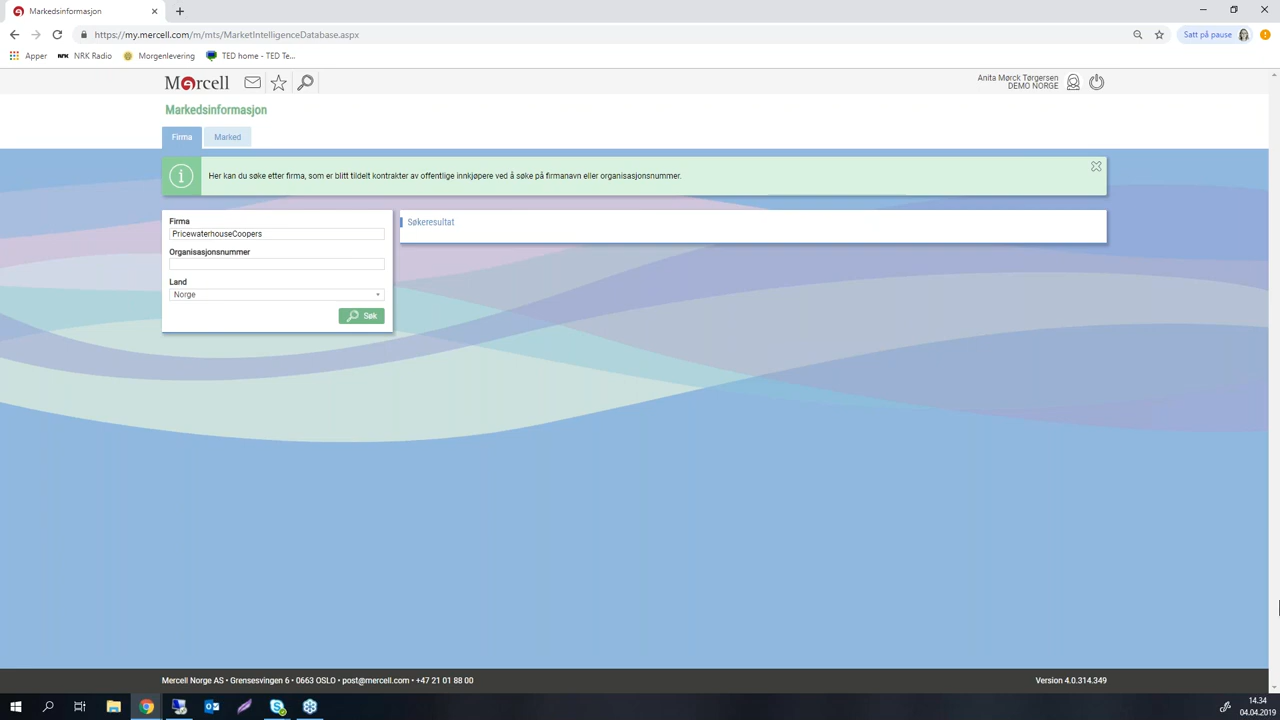 Markedsinformasjon
https://my.mercell.com/m/mts/MarketIntelligenceDatabase.aspx
Satt på pause
Apper
NRK Radio
Morgenlevering
TED home - TED Te...
Mercell
Anita Mørck Tørgersen
DEMO NORGE
Markedsinformasjon
Firma
Marked
Her kan du søke etter firma, som er blitt tildelt kontrakter av offentlige innkjøpere ved å søke på firmanavn eller organisasjonsnummer.
Firma
PricewaterhouseCoopers
Organisasjonsnummer
Land
Norge
Søk
Søkeresultat
Mercell Norge AS • Grensesvingen 6 • 0663 OSLO • post@mercell.com • +47 21 01 88 00
Version 4.0.314.349
14.34
04.04.2019